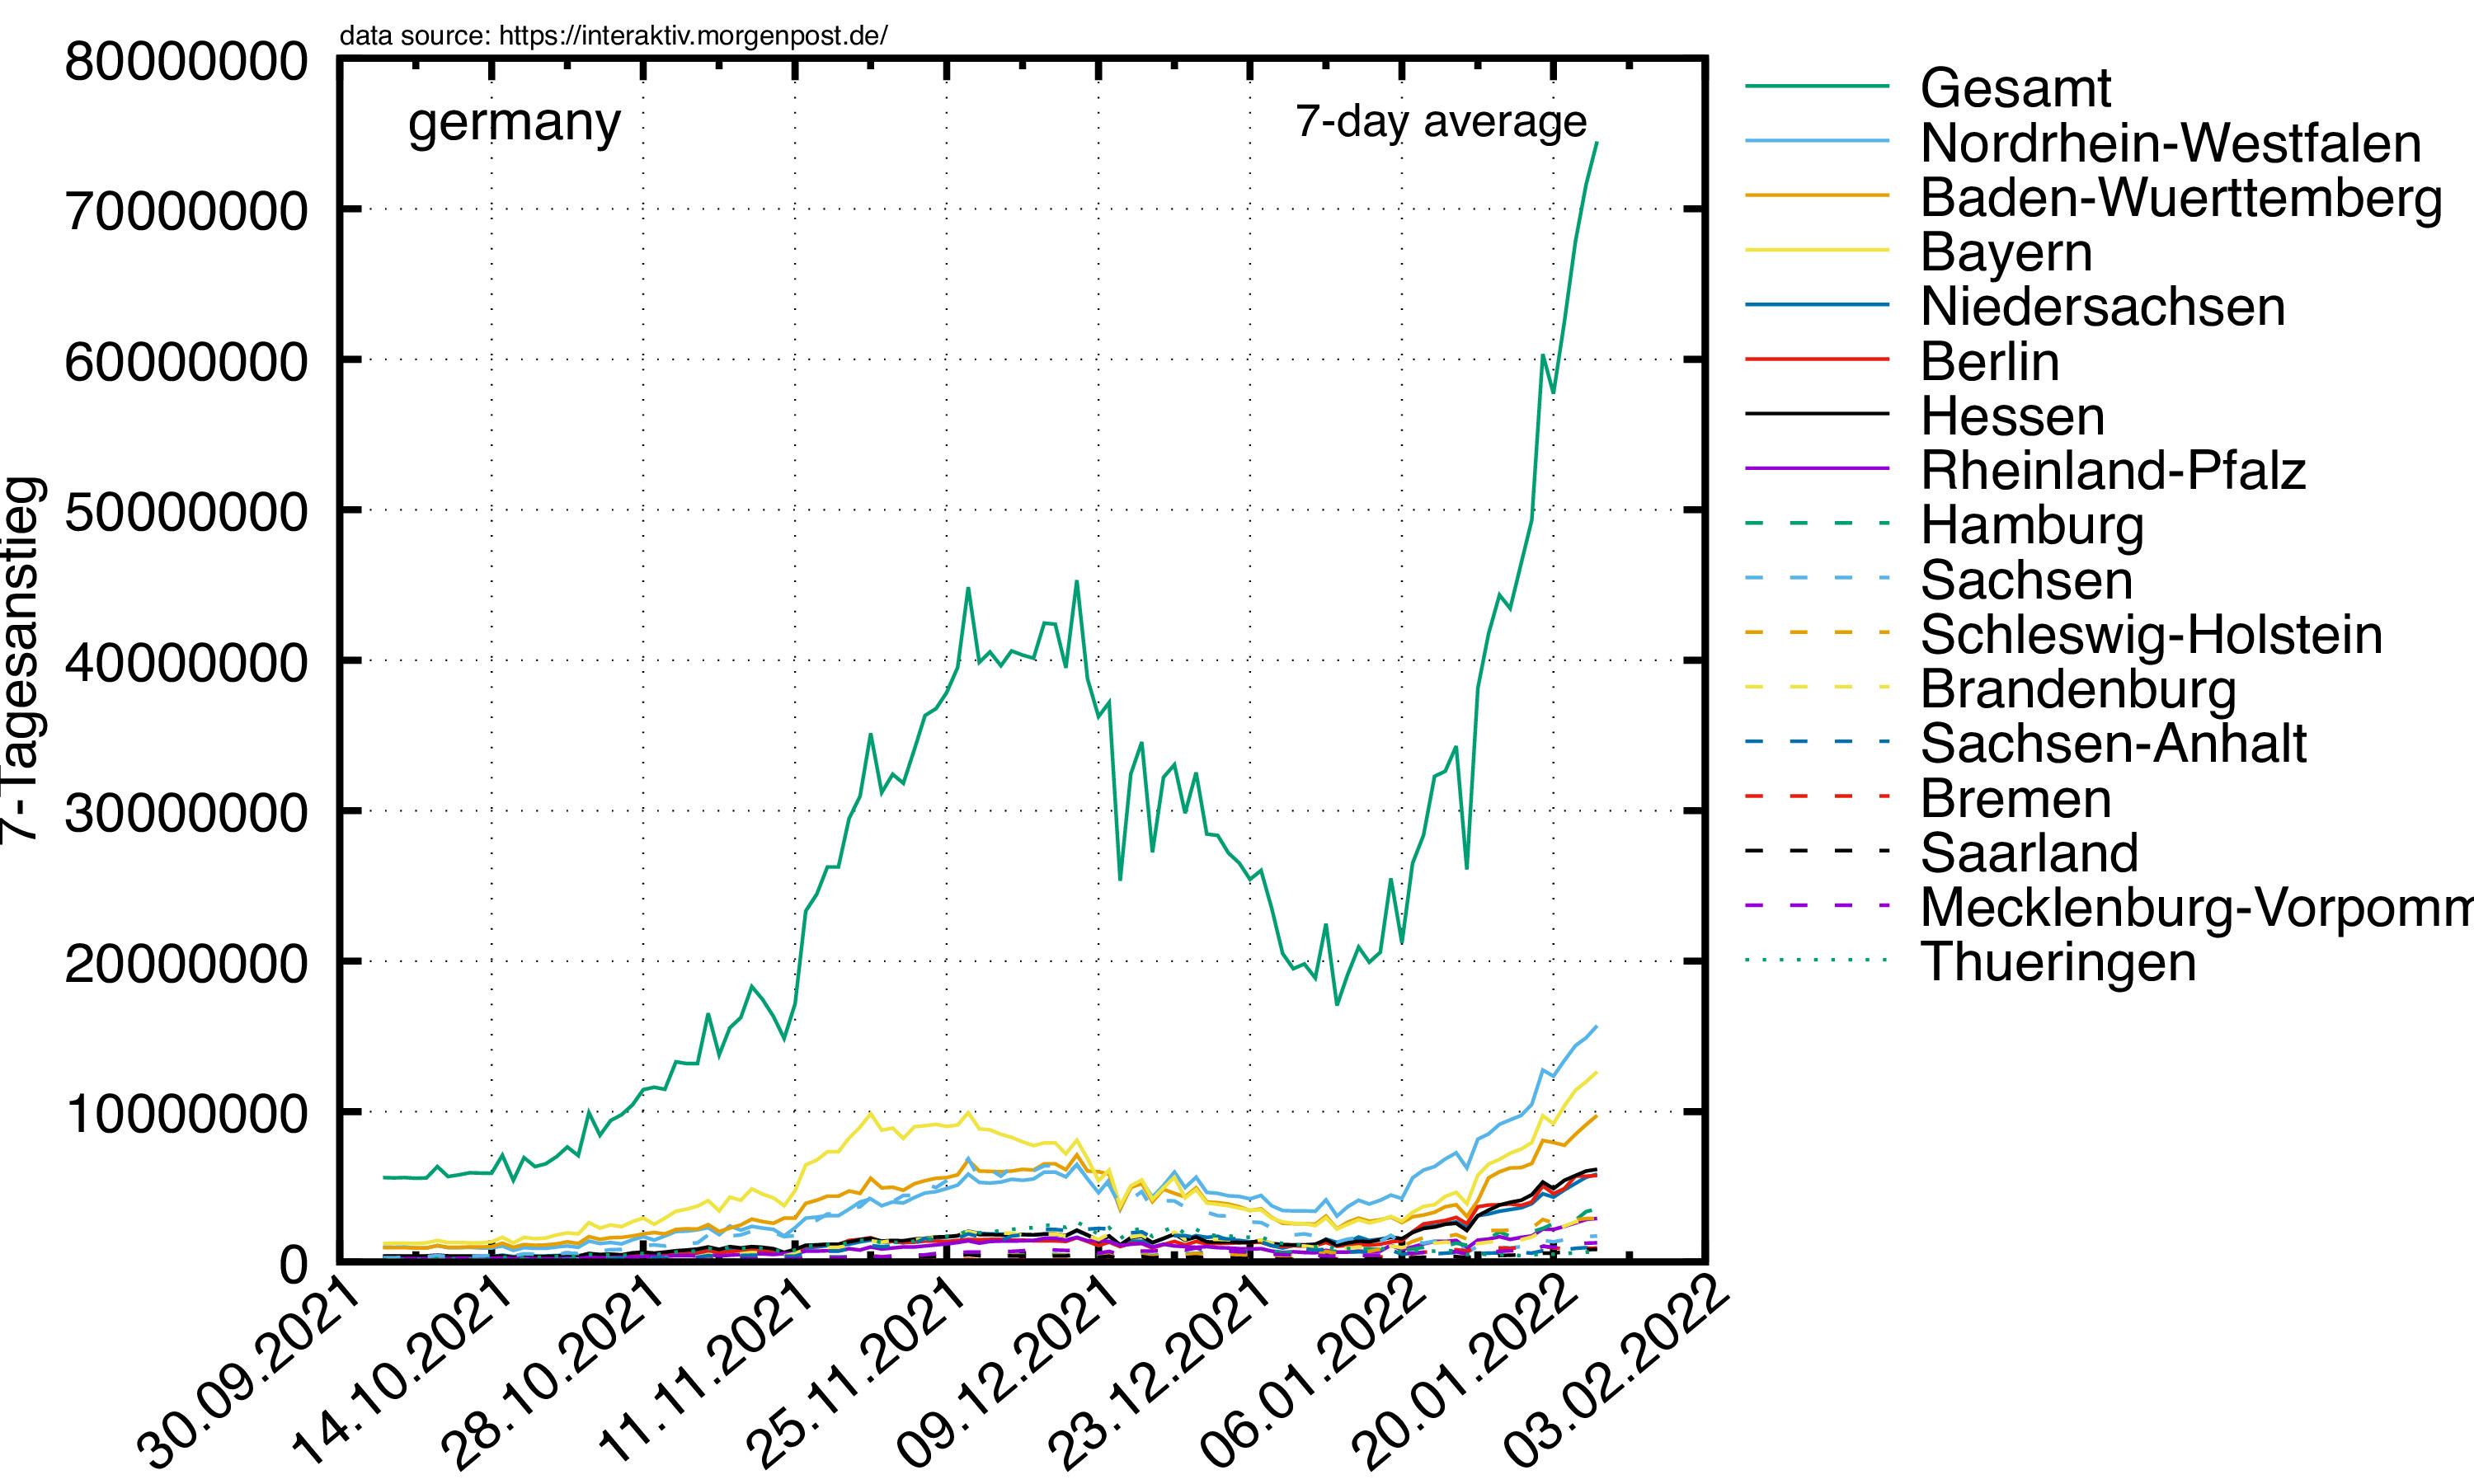 data source: https://interaktiv.morgenpost.de/
germany
7-day average
7-Tagesanstieg
80000000
70000000
60000000
50000000
40000000
30000000
20000000
10000000
0
30.09.2021
14.10.2021
28.10.2021
11.11.2021
25.11.2021
09.12.2021
23.12.2021
06.01.2022
20.01.2022
03.02.2022
Gesamt
Nordrhein-Westfalen
Baden-Wuerttemberg
Bayern
Niedersachsen
Berlin
Hessen
Rheinland-Pfalz
Hamburg
Sachsen
Schleswig-Holstein
Brandenburg
Sachsen-Anhalt
Bremen
Saarland
Mecklenburg-Vorpomm
Thueringen